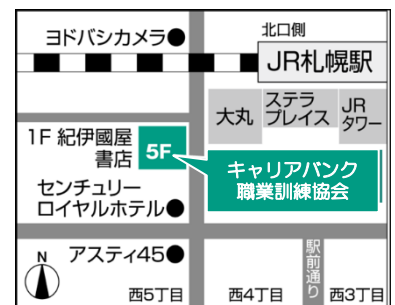 ヨドバシカメラ●
北口側
JR札幌駅
大丸
ステラ
プレイス
JR
タワー
1F 紀伊國屋
書店
5F
キャリアバンク
職業訓練協会
センチュリー
ロイヤルホテル●
N
アスティ45●
駅前通り
西5丁目
西4丁目
西3丁目